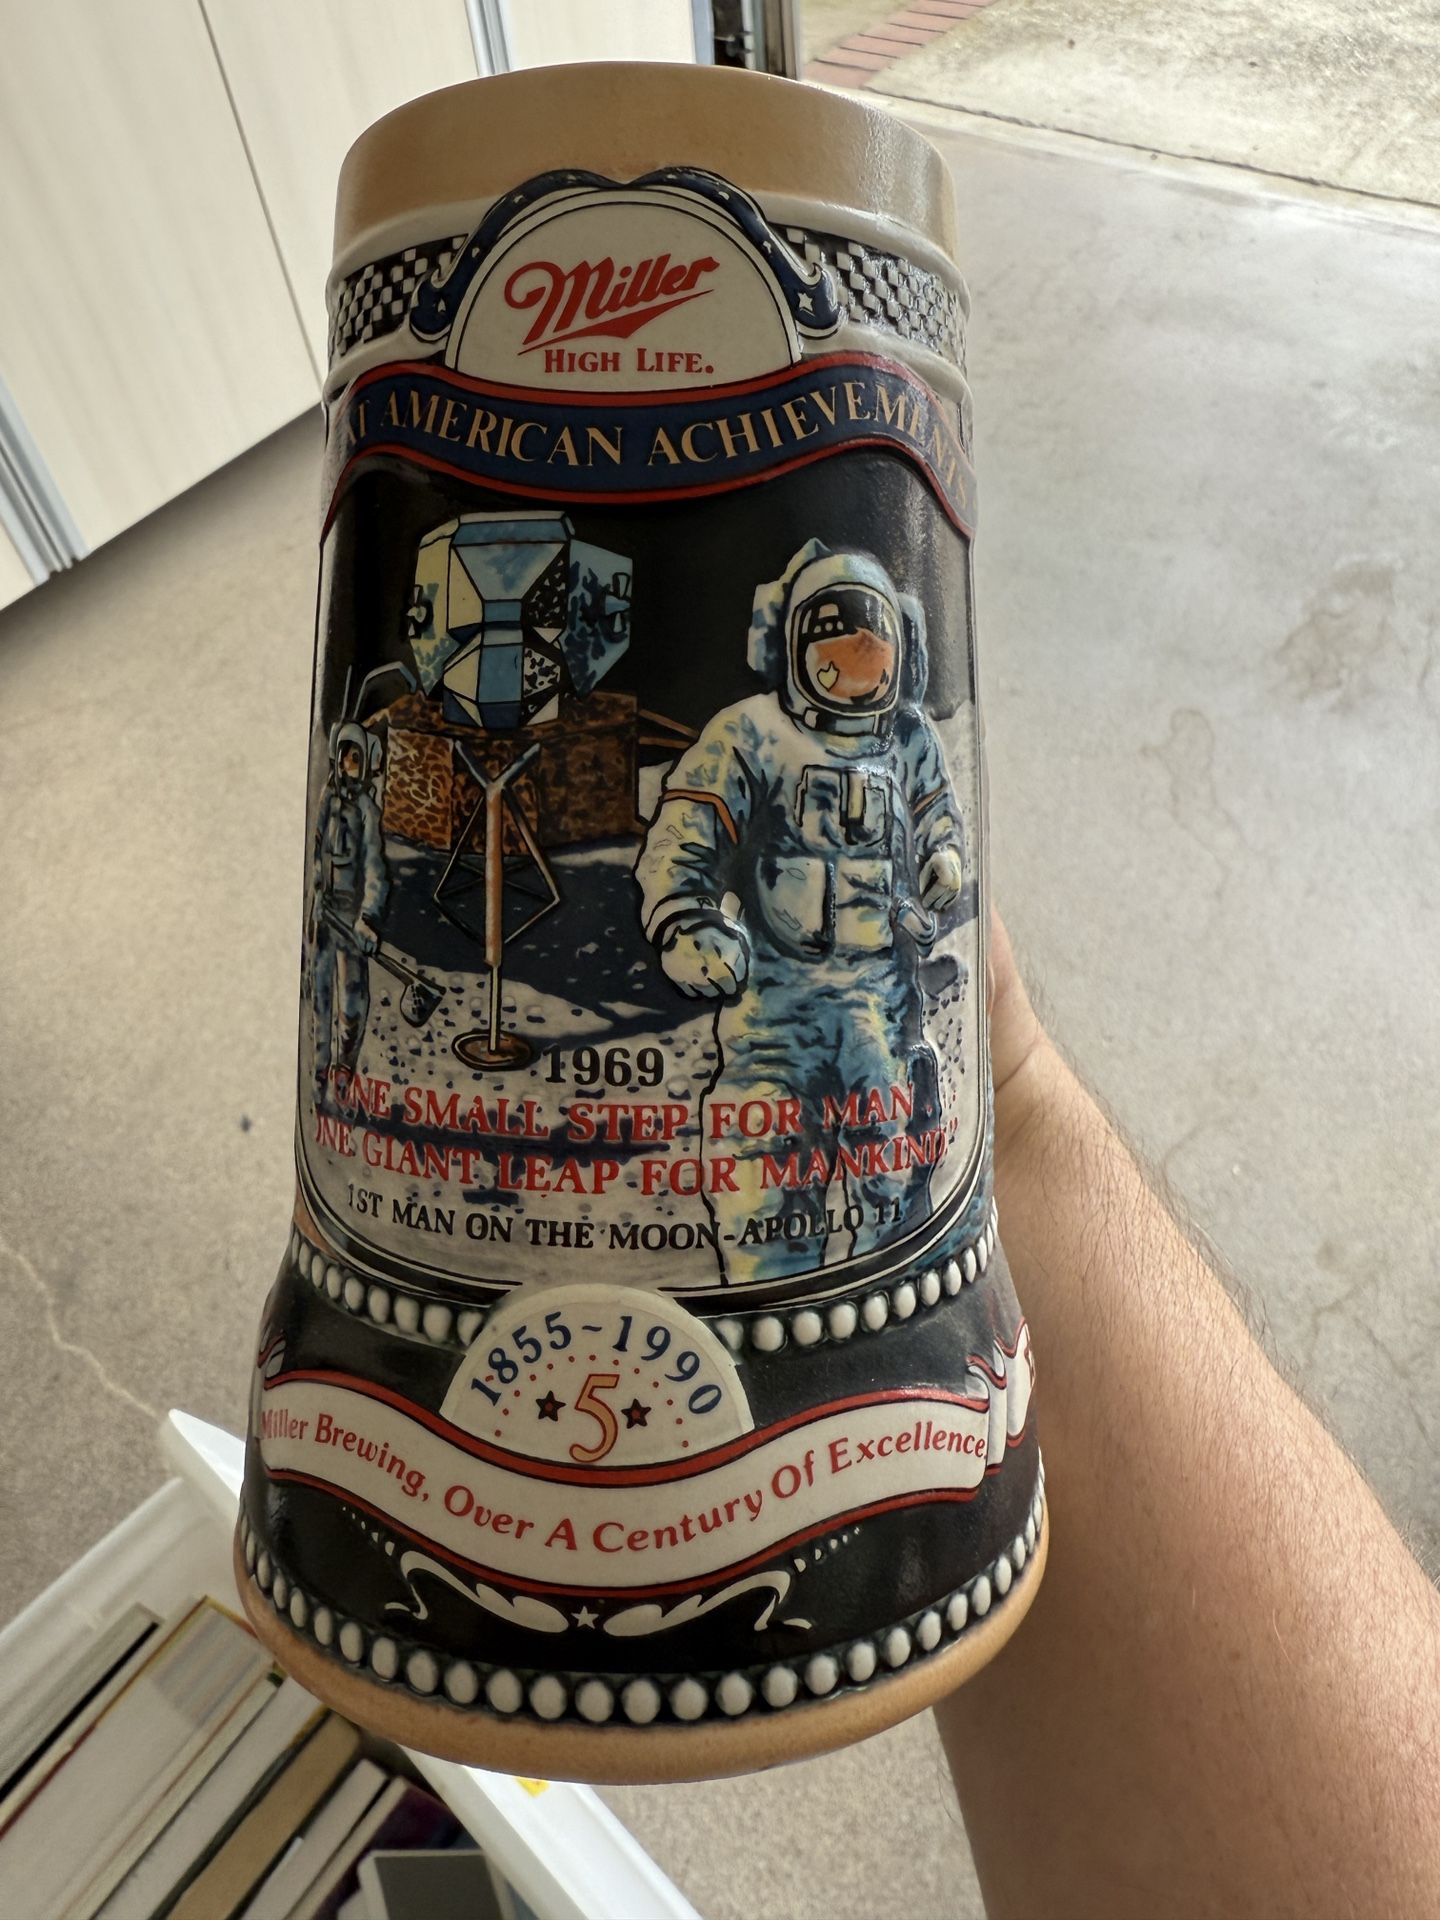 Miller
HIGH LIFE.
AMERICAN ACHIEVEMENTS
1969
"ONE SMALL STEP FOR MAN . . .
ONE GIANT LEAP FOR MANKIND."
1ST MAN ON THE MOON-APOLLO 11
1855~1990
5
Miller Brewing, Over A Century Of Excellence